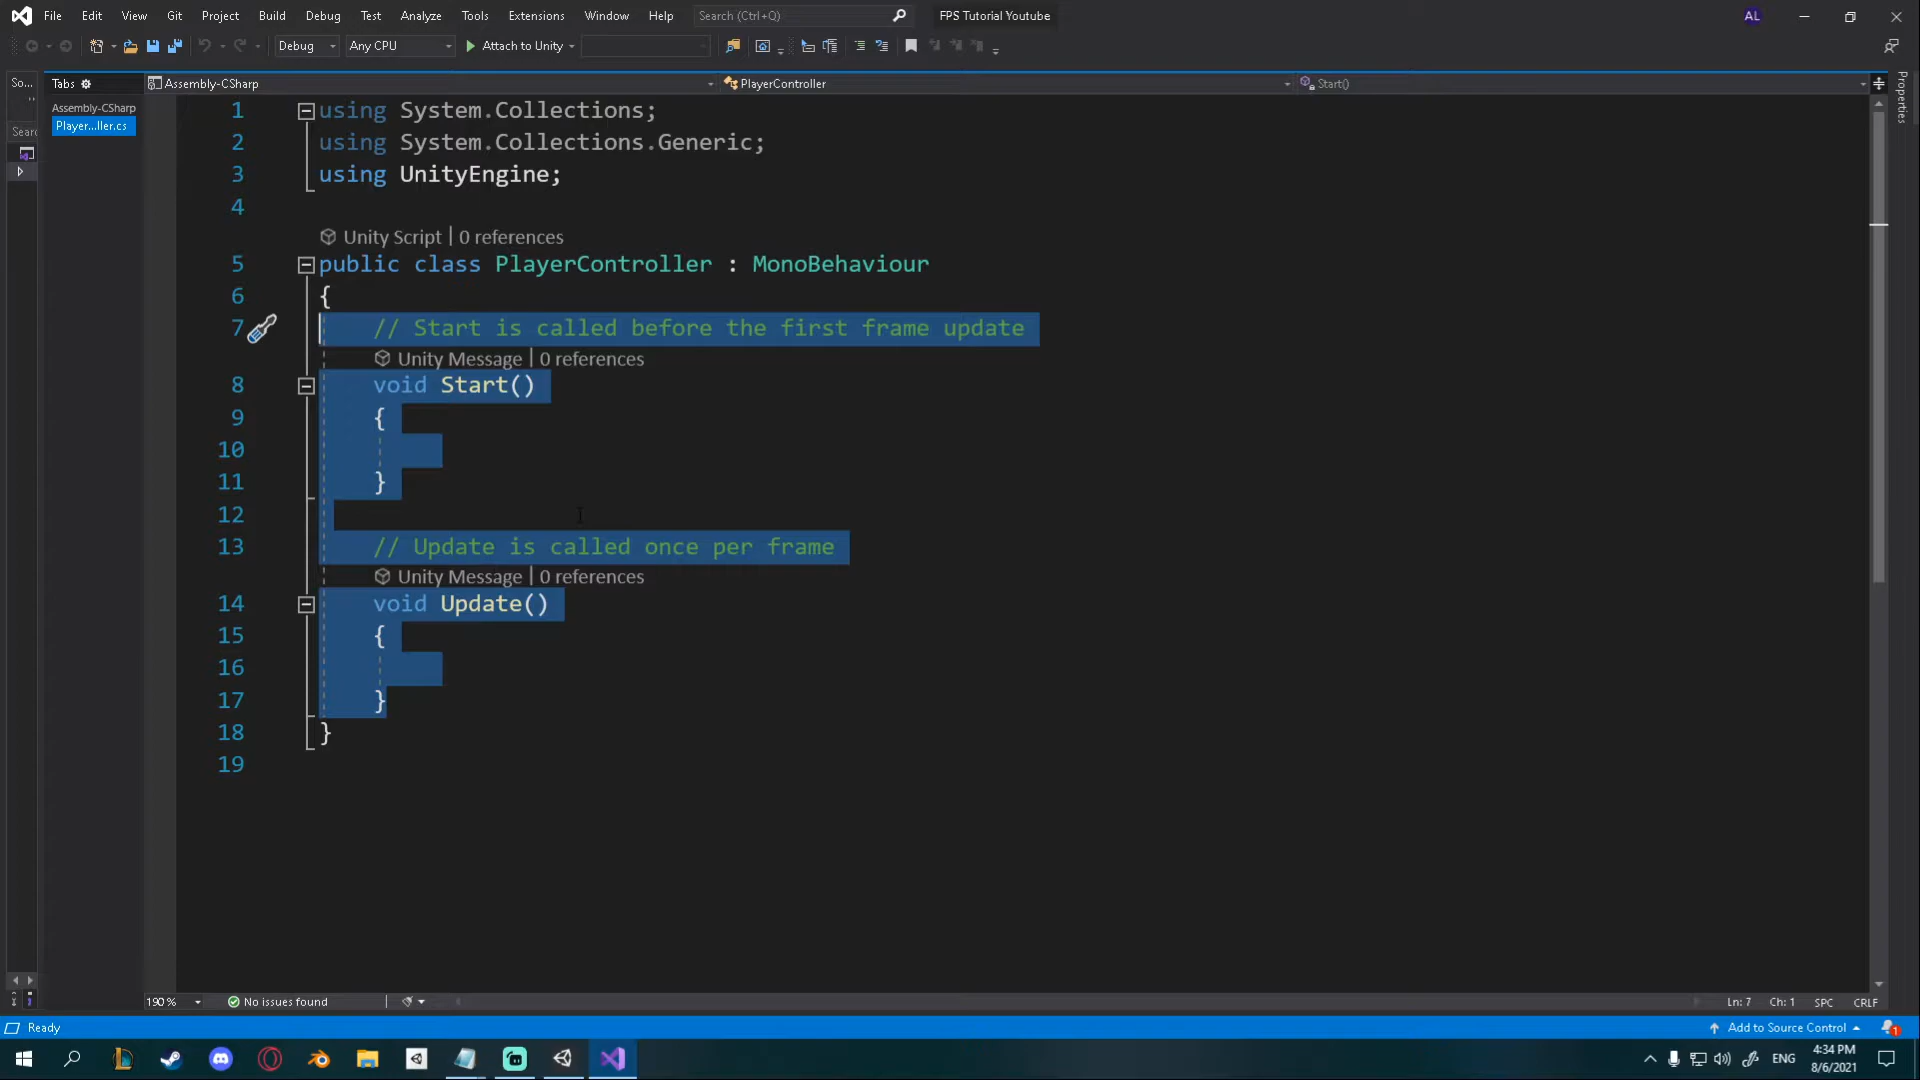 File Edit View Git Project Build Debug Test Analyze Tools Extensions Window Help Search (Ctrl+Q) FPS Tutorial Youtube AL
Debug Any CPU Attach to Unity
So... Tabs Assembly-CSharp PlayerController Start()
Assembly-CSharp
Player...ller.cs
Sear
Properties
1 using System.Collections;
2 using System.Collections.Generic;
3 using UnityEngine;
4
Unity Script | 0 references
5 public class PlayerController : MonoBehaviour
6 {
7 // Start is called before the first frame update
Unity Message | 0 references
8 void Start()
9 {
10
11 }
12
13 // Update is called once per frame
Unity Message | 0 references
14 void Update()
15 {
16
17 }
18 }
19
190 % No issues found Ln: 7 Ch: 1 SPC CRLF
Ready Add to Source Control 1
ENG 4:34 PM
8/6/2021